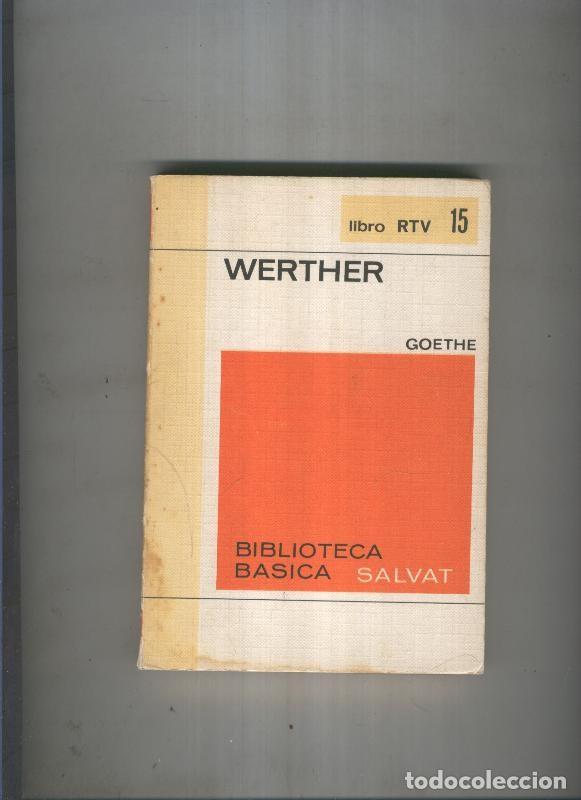 libro RTV 15
WERTHER
GOETHE
BIBLIOTECA
BASICA SALVAT
todocoleccion